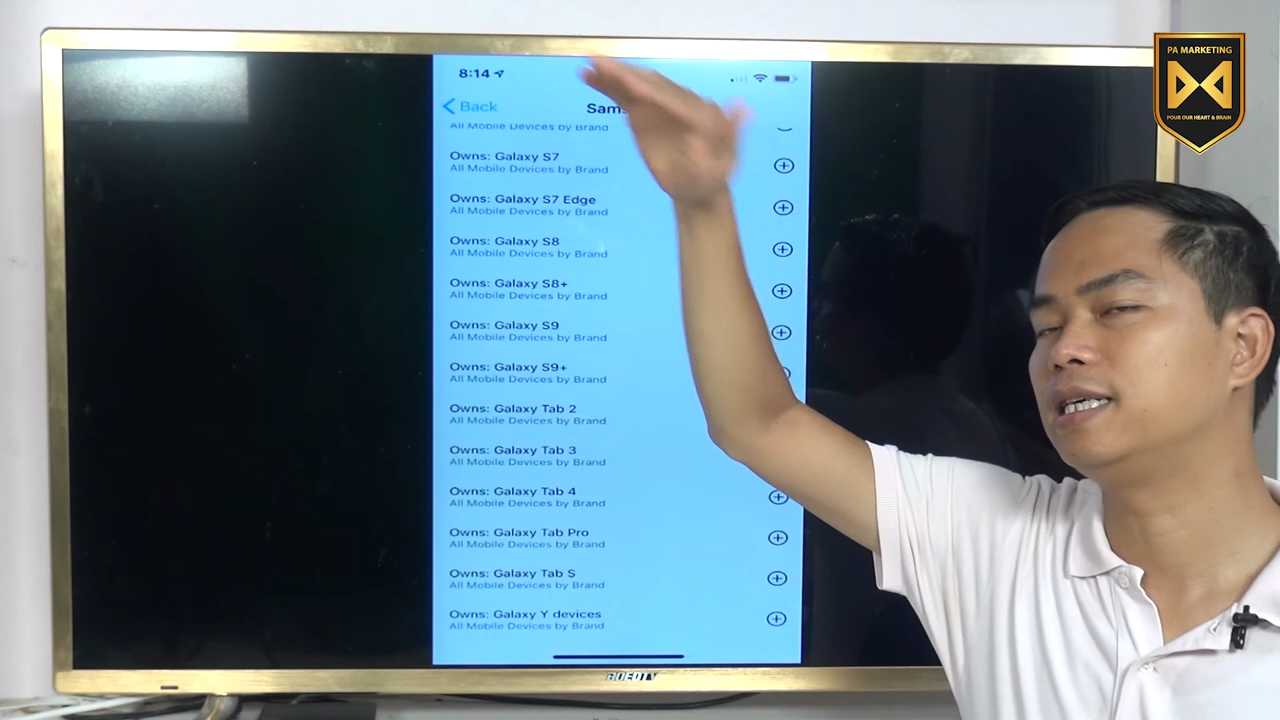 PA MARKETING
POUR OUR HEART & BRAIN
8:14
Back
All Mobile Devices by Brand
Owns: Galaxy S7
All Mobile Devices by Brand
Owns: Galaxy S7 Edge
All Mobile Devices by Brand
Owns: Galaxy S8
All Mobile Devices by Brand
Owns: Galaxy S8+
All Mobile Devices by Brand
Owns: Galaxy S9
All Mobile Devices by Brand
Owns: Galaxy S9+
All Mobile Devices by Brand
Owns: Galaxy Tab 2
All Mobile Devices by Brand
Owns: Galaxy Tab 3
All Mobile Devices by Brand
Owns: Galaxy Tab 4
All Mobile Devices by Brand
Owns: Galaxy Tab Pro
All Mobile Devices by Brand
Owns: Galaxy Tab S
All Mobile Devices by Brand
Owns: Galaxy Y devices
All Mobile Devices by Brand